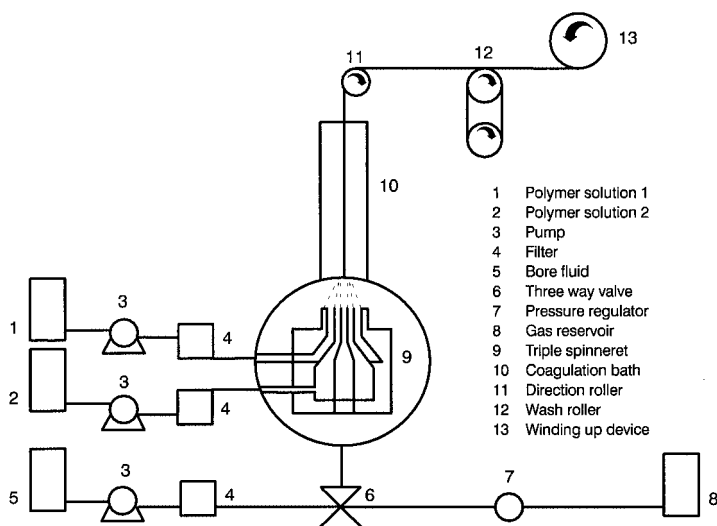 11
12
13
10
1 Polymer solution 1
2 Polymer solution 2
3 Pump
4 Filter
5 Bore fluid
6 Three way valve
7 Pressure regulator
8 Gas reservoir
9 Triple spinneret
10 Coagulation bath
11 Direction roller
12 Wash roller
13 Winding up device
3
1
4
9
3
2
4
3
5
4
6
7
8